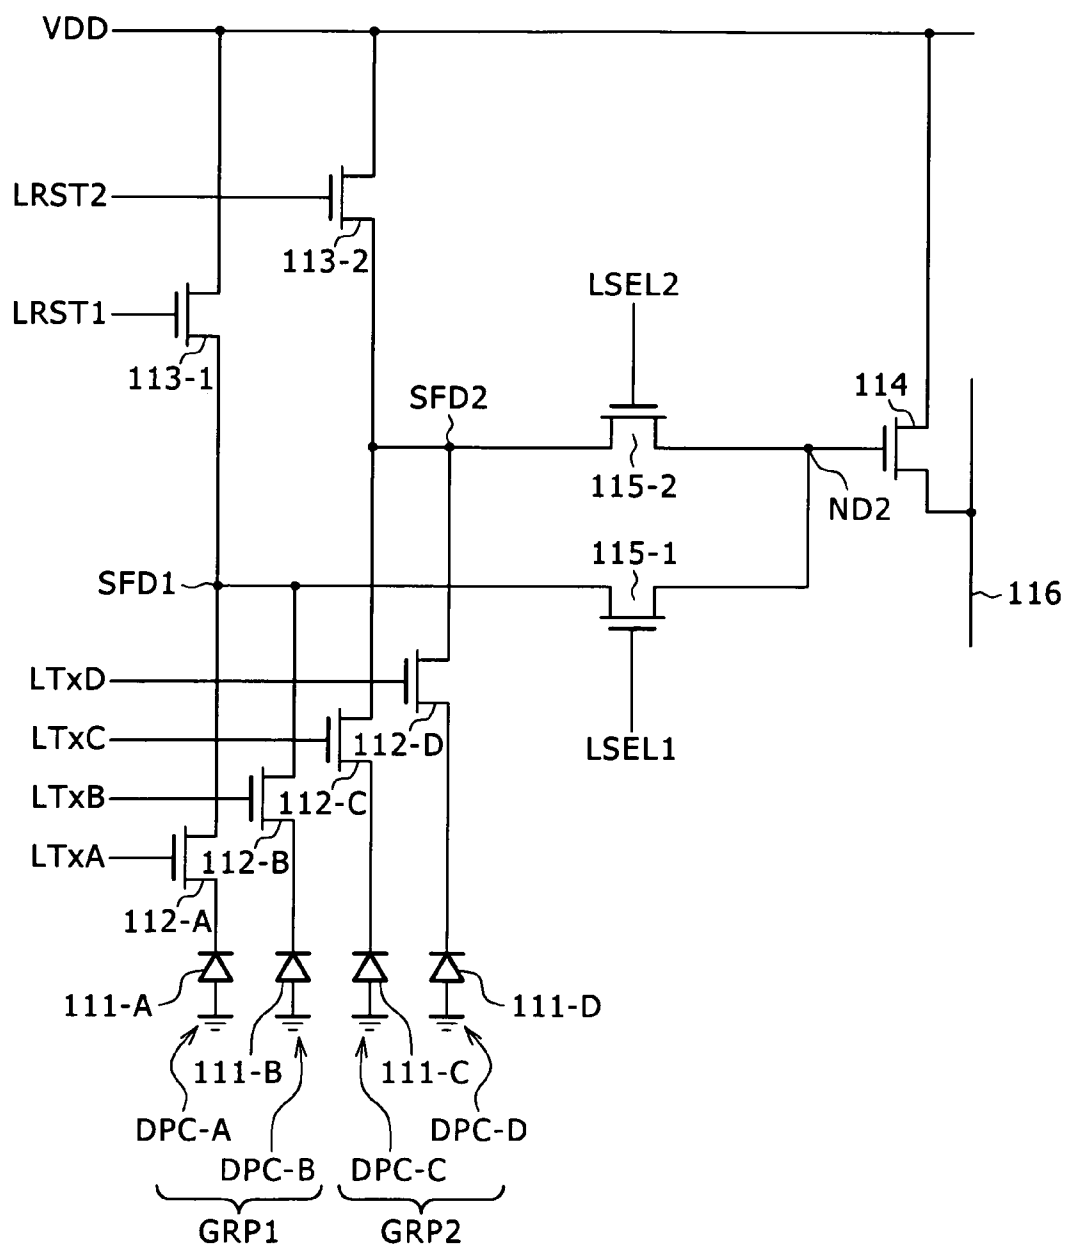 VDD
LRST2
113-2
LSEL2
LRST1
113-1
114
SFD2
115-2
ND2
115-1
SFD1
116
LTxD
LTxC
112-D
LSEL1
LTxB
112-C
LTxA
112-B
112-A
111-A
111-D
111-B
111-C
DPC-A
DPC-D
DPC-B
DPC-C
GRP1
GRP2